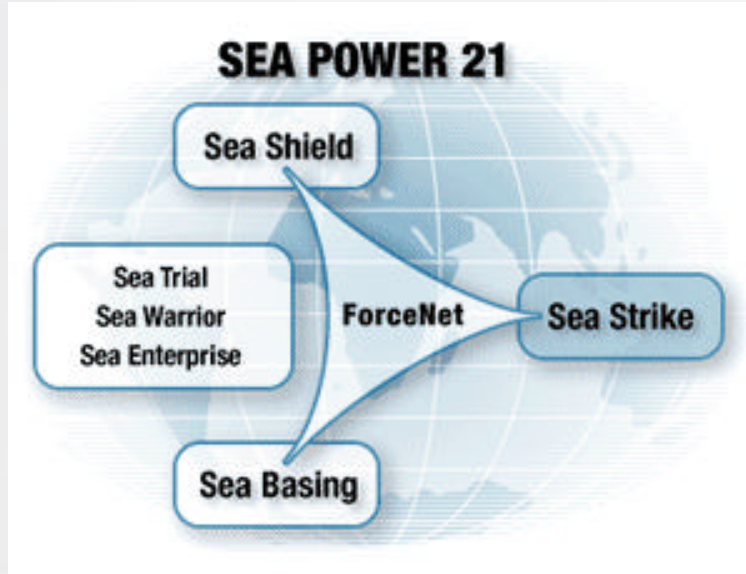 SEA POWER 21
Sea Shield
Sea Trial
Sea Warrior
Sea Enterprise
ForceNet
Sea Strike
Sea Basing